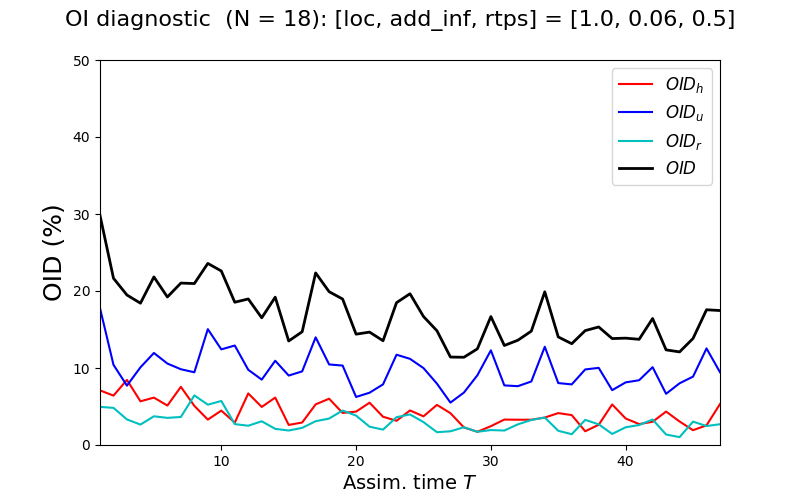 OI diagnostic (N = 18): [loc, add_inf, rtps] = [1.0, 0.06, 0.5]
50
40
30
20
10
0
OID (%)
OID_h
OID_u
OID_r
OID
10
20
30
40
Assim. time T